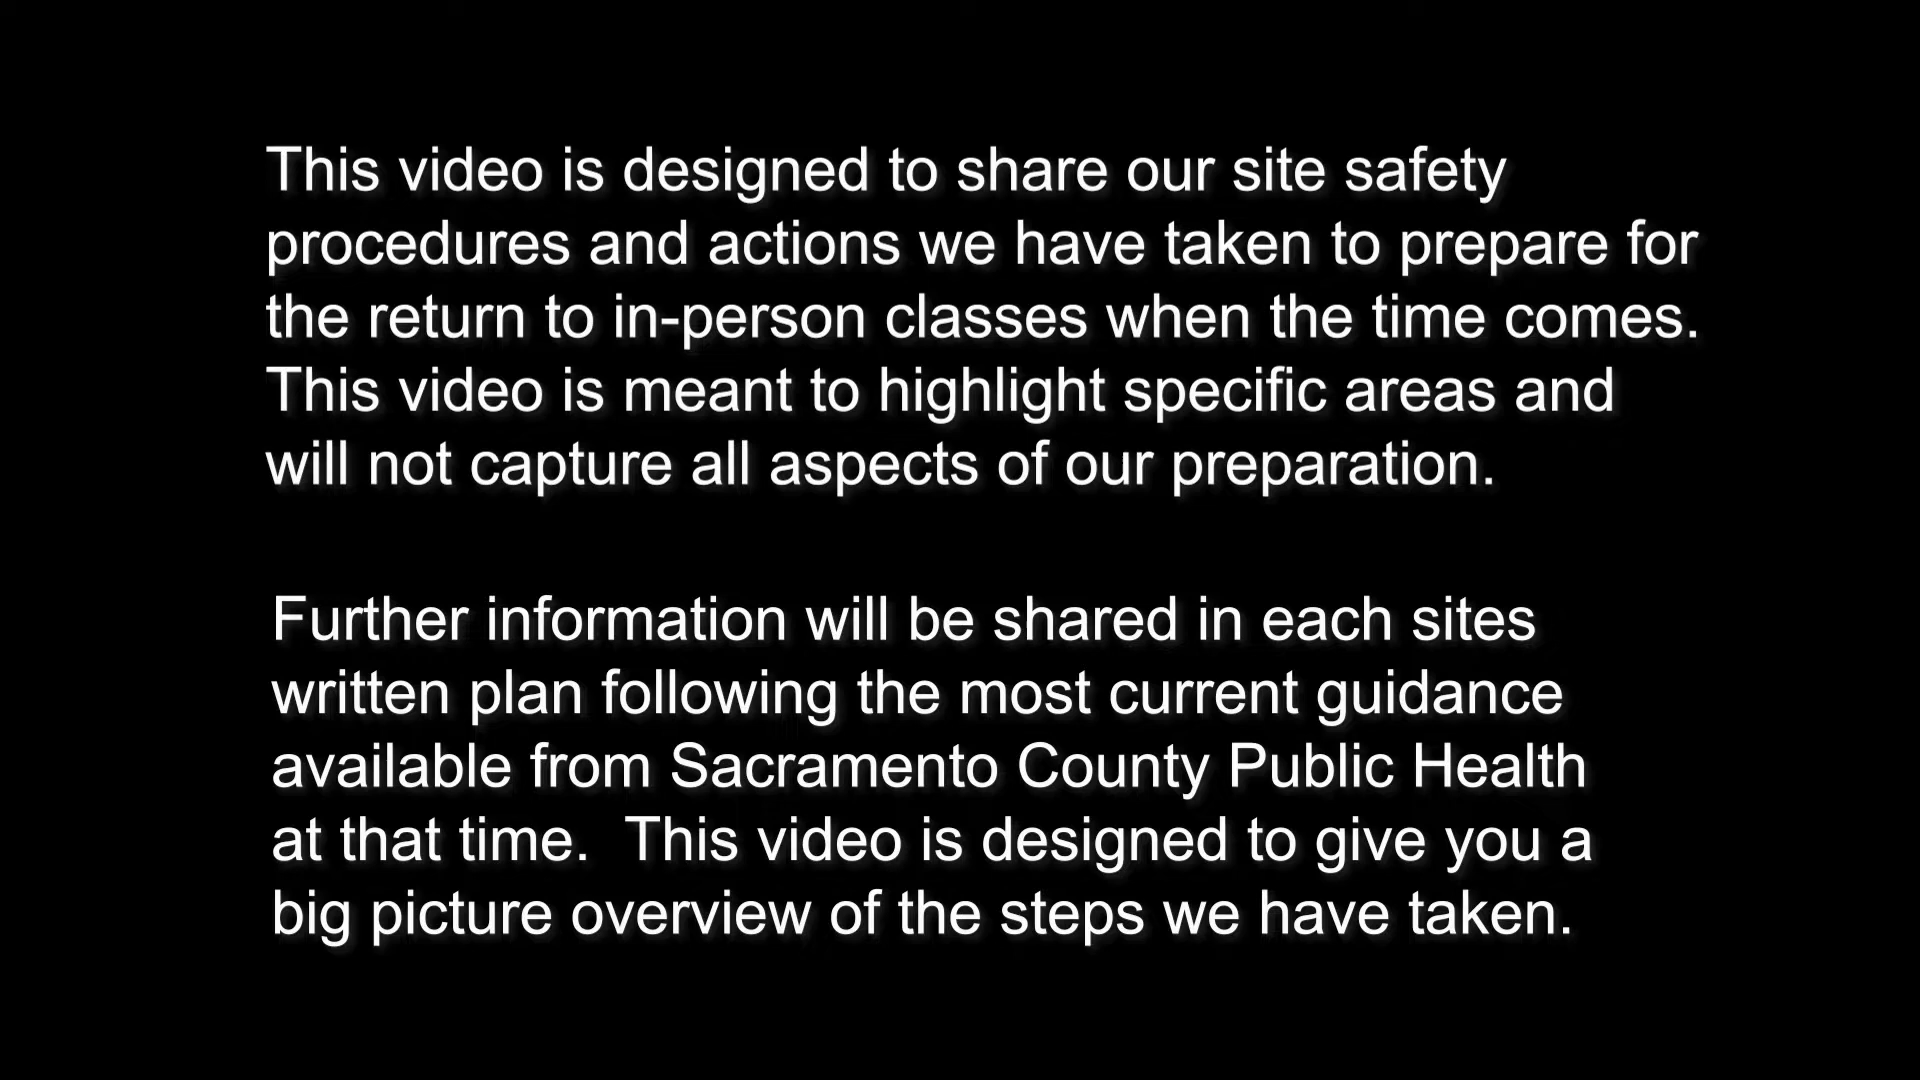 This video is designed to share our site safety
procedures and actions we have taken to prepare for
the return to in-person classes when the time comes.
This video is meant to highlight specific areas and
will not capture all aspects of our preparation.
Further information will be shared in each sites
written plan following the most current guidance
available from Sacramento County Public Health
at that time.  This video is designed to give you a
big picture overview of the steps we have taken.